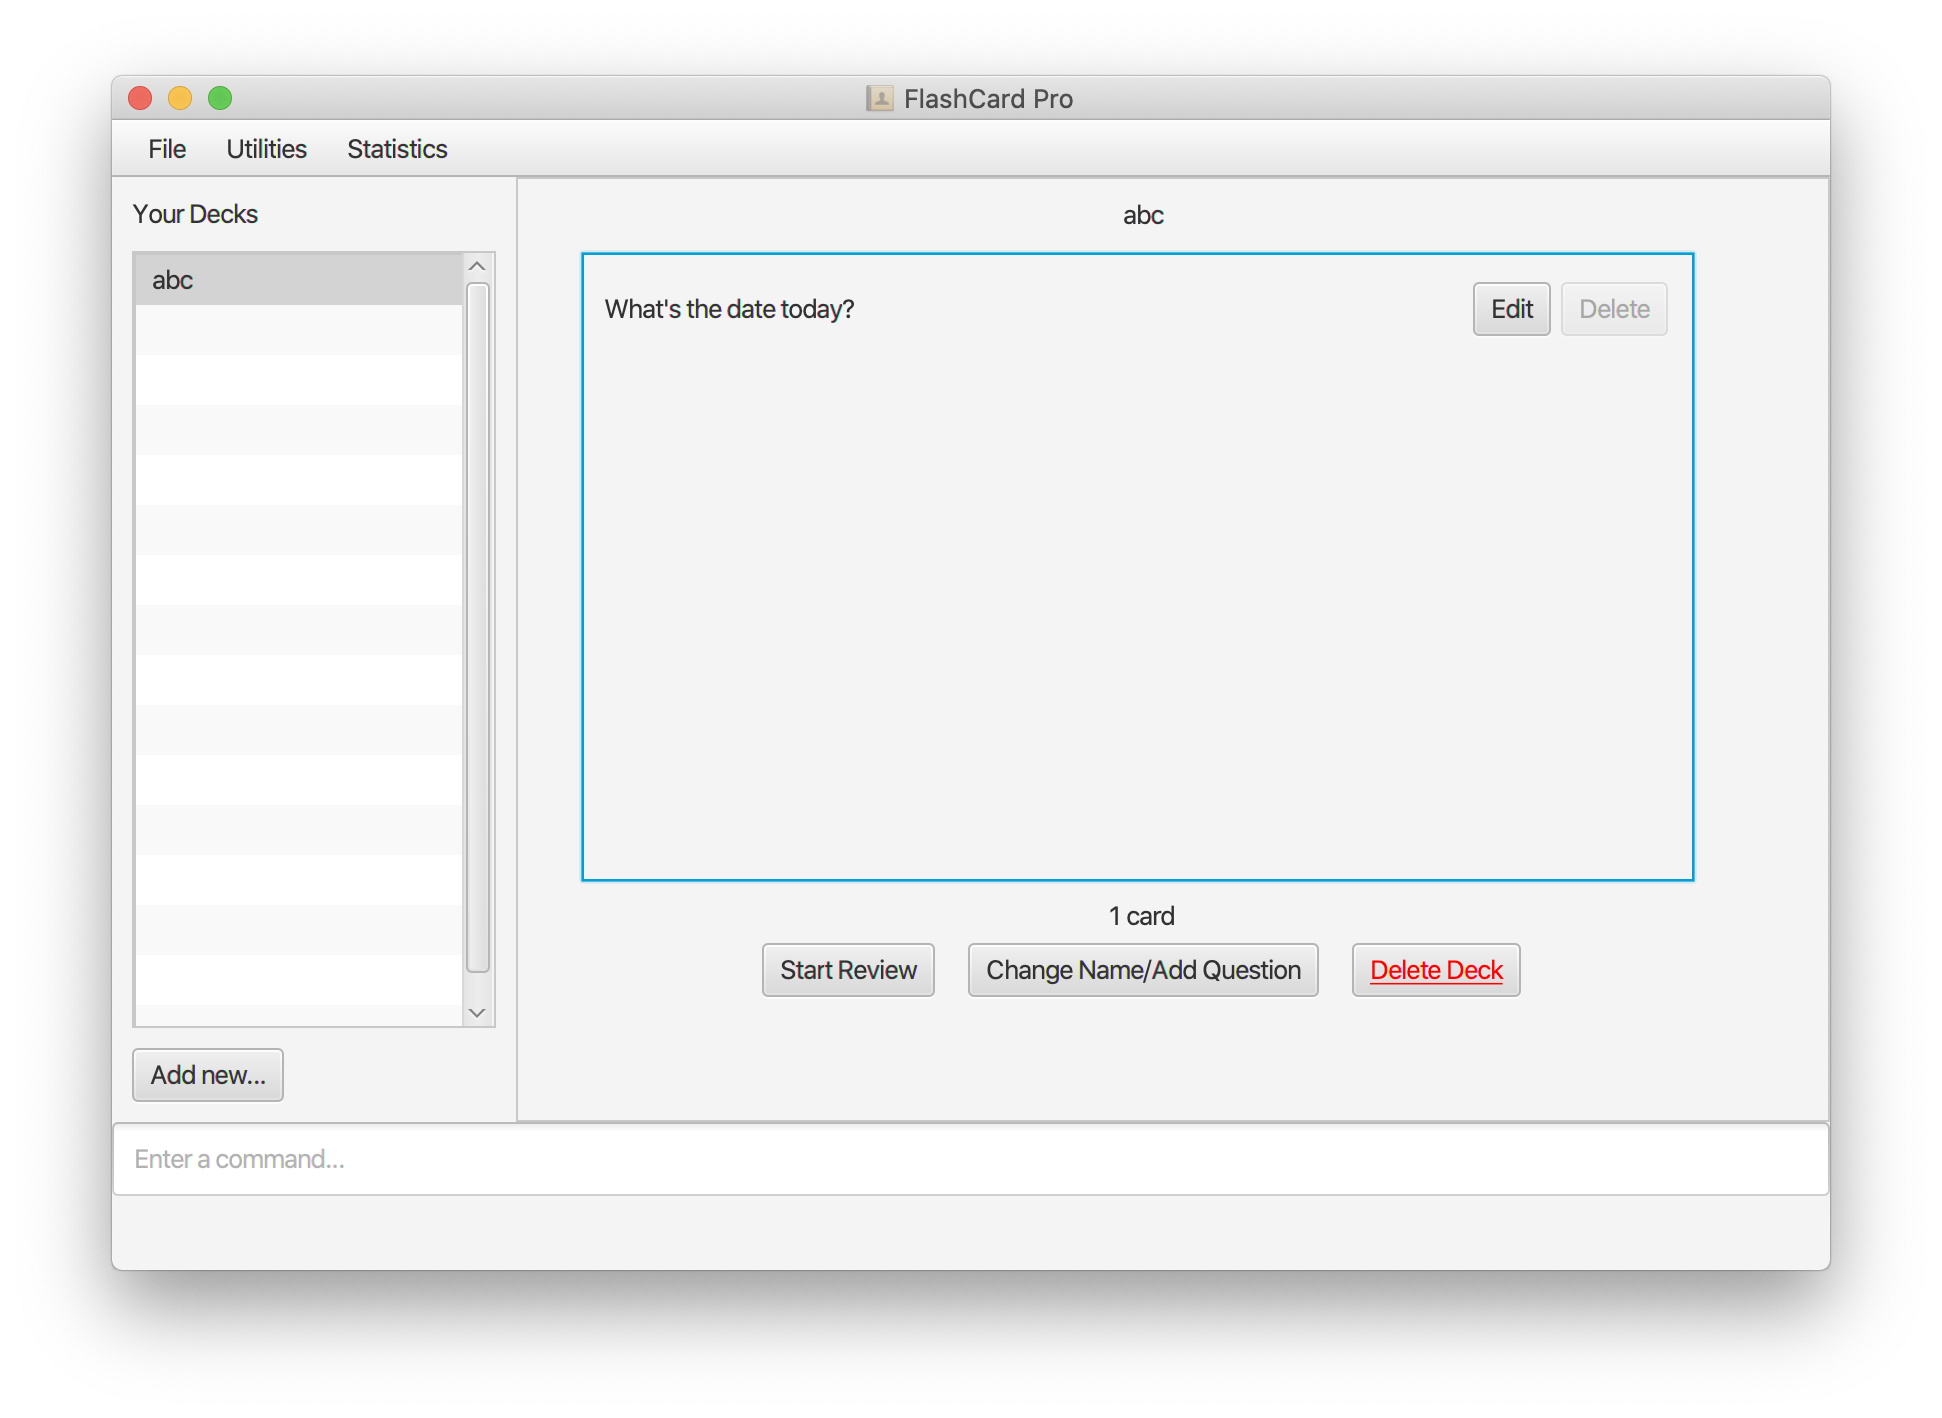 FlashCard Pro
File Utilities Statistics
Your Decks
abc
abc
What's the date today?
Edit Delete
1 card
Start Review Change Name/Add Question Delete Deck
Add new...
Enter a command...